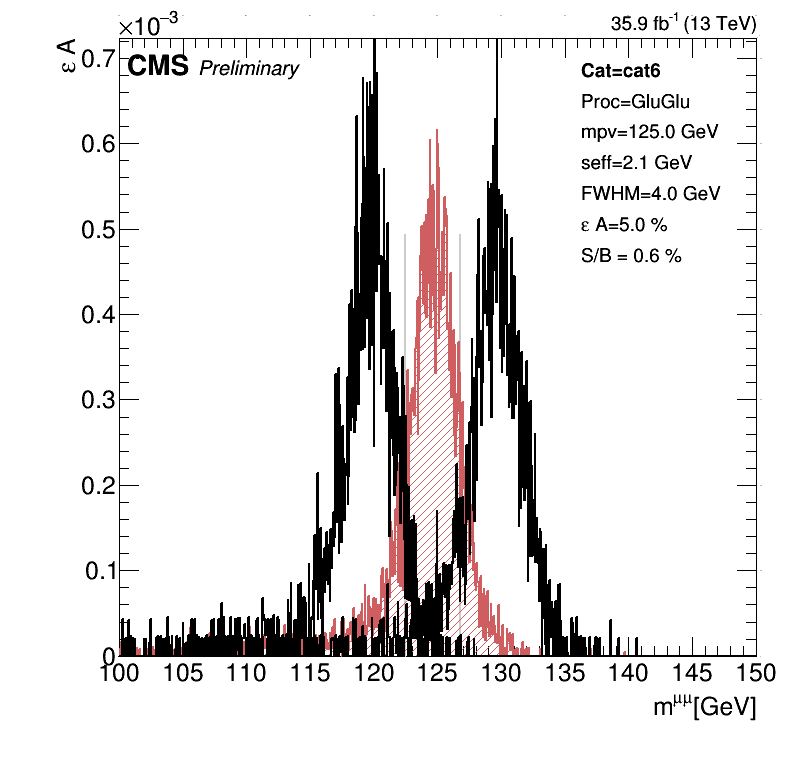 ×10⁻³
35.9 fb⁻¹ (13 TeV)
ε A
CMS Preliminary
Cat=cat6
Proc=GluGlu
mpv=125.0 GeV
seff=2.1 GeV
FWHM=4.0 GeV
ε A=5.0 %
S/B = 0.6 %
0.7
0.6
0.5
0.4
0.3
0.2
0.1
0
100 105 110 115 120 125 130 135 140 145 150
m^μμ[GeV]